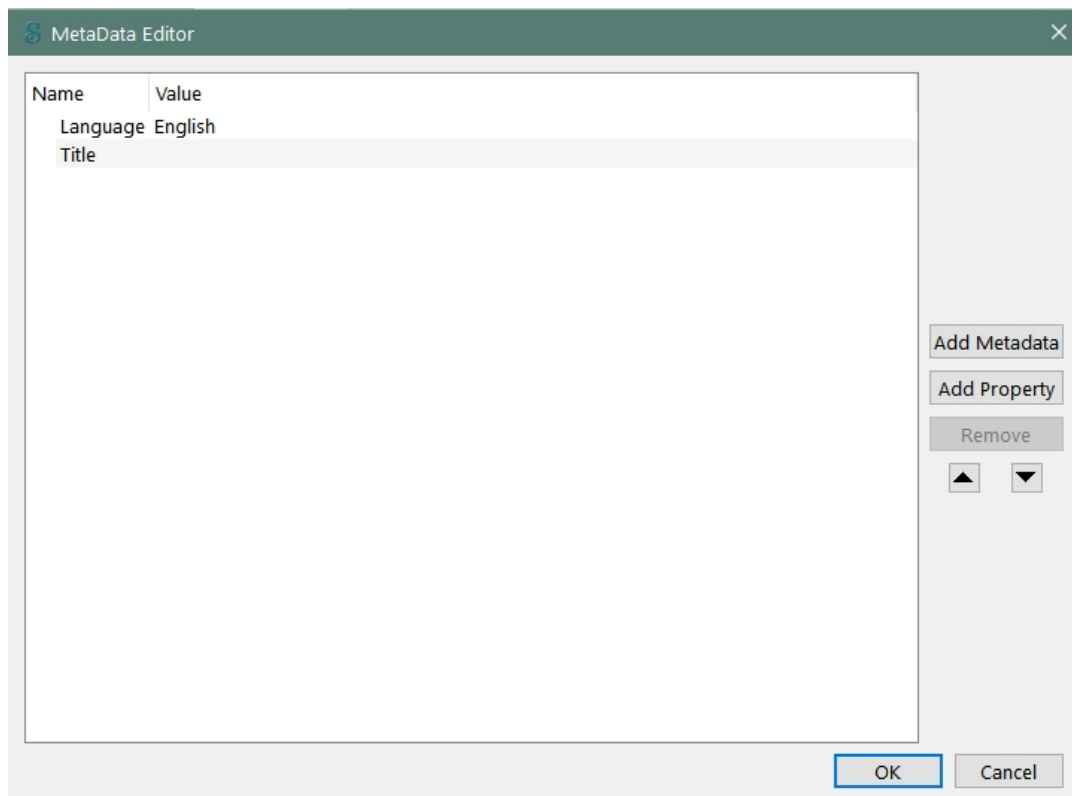 MetaData Editor
Name Value
Language English
Title
Add Metadata
Add Property
Remove
OK Cancel